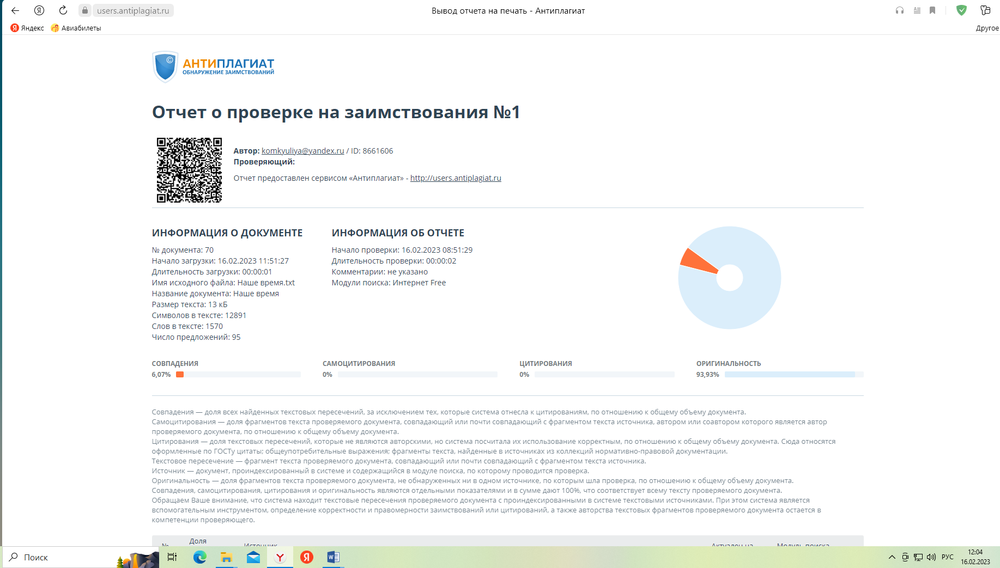 users.antiplagiat.ru
Вывод отчета на печать - Антиплагиат
Яндекс
Авиабилеты
Другое
АНТИПЛАГИАТ
ОБНАРУЖЕНИЕ ЗАИМСТВОВАНИЙ
Отчет о проверке на заимствования №1
Автор: komkyuliya@yandex.ru / ID: 8661606
Проверяющий:
Отчет предоставлен сервисом «Антиплагиат» - http://users.antiplagiat.ru
ИНФОРМАЦИЯ О ДОКУМЕНТЕ
№ документа: 70
Начало загрузки: 16.02.2023 11:51:27
Длительность загрузки: 00:00:01
Имя исходного файла: Наше время.txt
Название документа: Наше время
Размер текста: 13 кБ
Символов в тексте: 12891
Слов в тексте: 1570
Число предложений: 95
ИНФОРМАЦИЯ ОБ ОТЧЕТЕ
Начало проверки: 16.02.2023 08:51:29
Длительность проверки: 00:00:02
Комментарии: не указано
Модули поиска: Интернет Free
СОВПАДЕНИЯ
6,07%
САМОЦИТИРОВАНИЯ
0%
ЦИТИРОВАНИЯ
0%
ОРИГИНАЛЬНОСТЬ
93,93%
Совпадения — доля всех найденных текстовых пересечений, за исключением тех, которые система отнесла к цитированиям, по отношению к общему объему документа.
Самоцитирования — доля фрагментов текста проверяемого документа, совпадающий или почти совпадающий с фрагментом текста источника, автором или соавтором которого является автор
проверяемого документа, по отношению к общему объему документа.
Цитирования — доля текстовых пересечений, которые не являются авторскими, но система посчитала их использование корректным, по отношению к общему объему документа. Сюда относятся
оформленные по ГОСТу цитаты; общеупотребительные выражения; фрагменты текста, найденные в источниках из коллекций нормативно-правовой документации.
Текстовое пересечение — фрагмент текста проверяемого документа, совпадающий или почти совпадающий с фрагментом текста источника.
Источник — документ, проиндексированный в системе и содержащийся в модуле поиска, по которому проводится проверка.
Оригинальность — доля фрагментов текста проверяемого документа, не обнаруженных ни в одном источнике, по которым шла проверка, по отношению к общему объему документа.
Совпадения, самоцитирования, цитирования и оригинальность являются отдельными показателями и в сумме дают 100%, что соответствует всему тексту проверяемого документа.
Обращаем Ваше внимание, что система находит текстовые пересечения проверяемого документа с проиндексированными в системе текстовыми источниками. При этом система является
вспомогательным инструментом, определение корректности и правомерности заимствований или цитирований, а также авторства текстовых фрагментов проверяемого документа остается в
компетенции проверяющего.
№
Доля
Источник
Актуален на
Модуль поиска
Поиск
РУС
12:04
16.02.2023